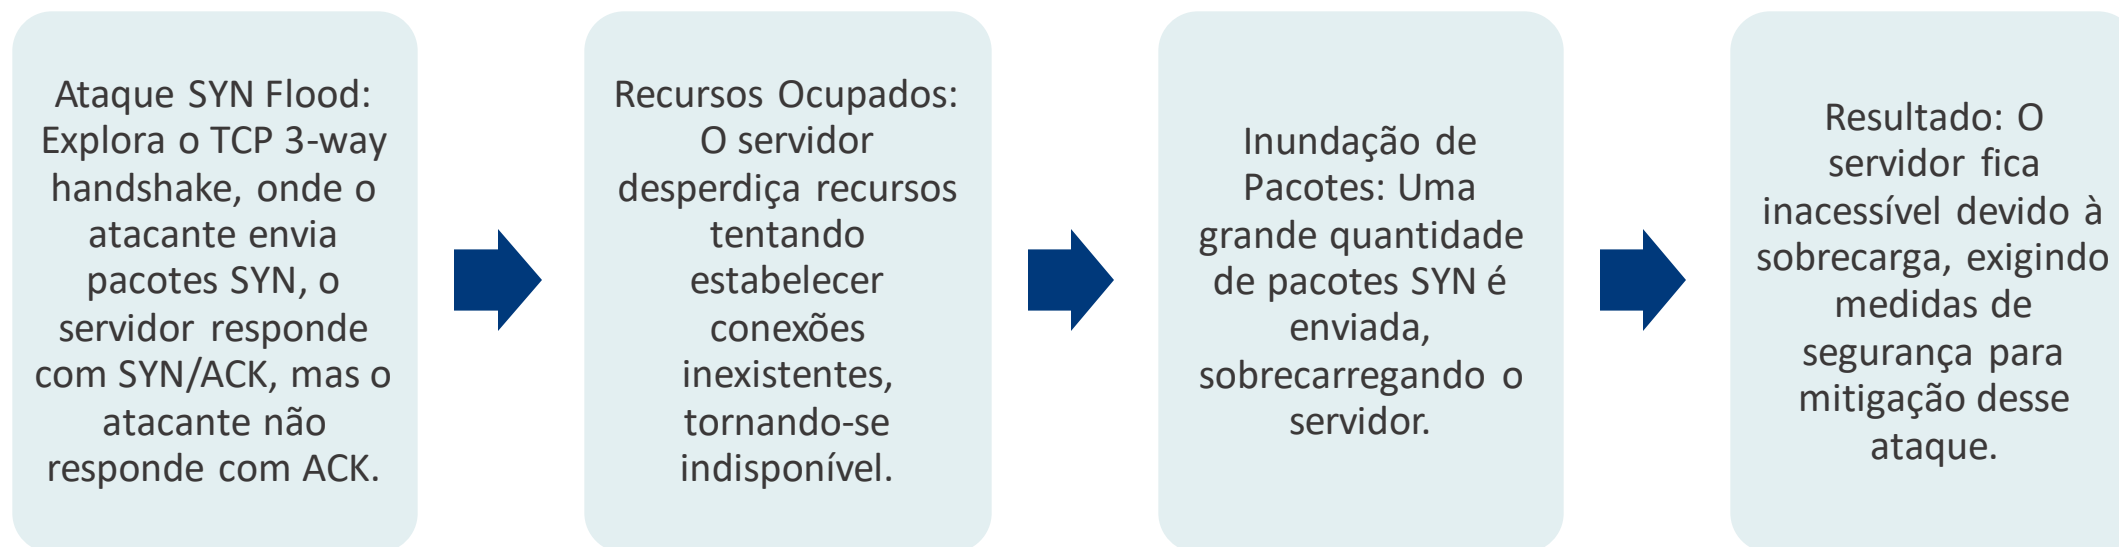 Ataque SYN Flood:
Explora o TCP 3-way
handshake, onde o
atacante envia
pacotes SYN, o
servidor responde
com SYN/ACK, mas o
atacante não
responde com ACK.
Recursos Ocupados:
O servidor
desperdiça recursos
tentando
estabelecer
conexões
inexistentes,
tornando-se
indisponível.
Inundação de
Pacotes: Uma
grande quantidade
de pacotes SYN é
enviada,
sobrecarregando o
servidor.
Resultado: O
servidor fica
inacessível devido à
sobrecarga, exigindo
medidas de
segurança para
mitigação desse
ataque.